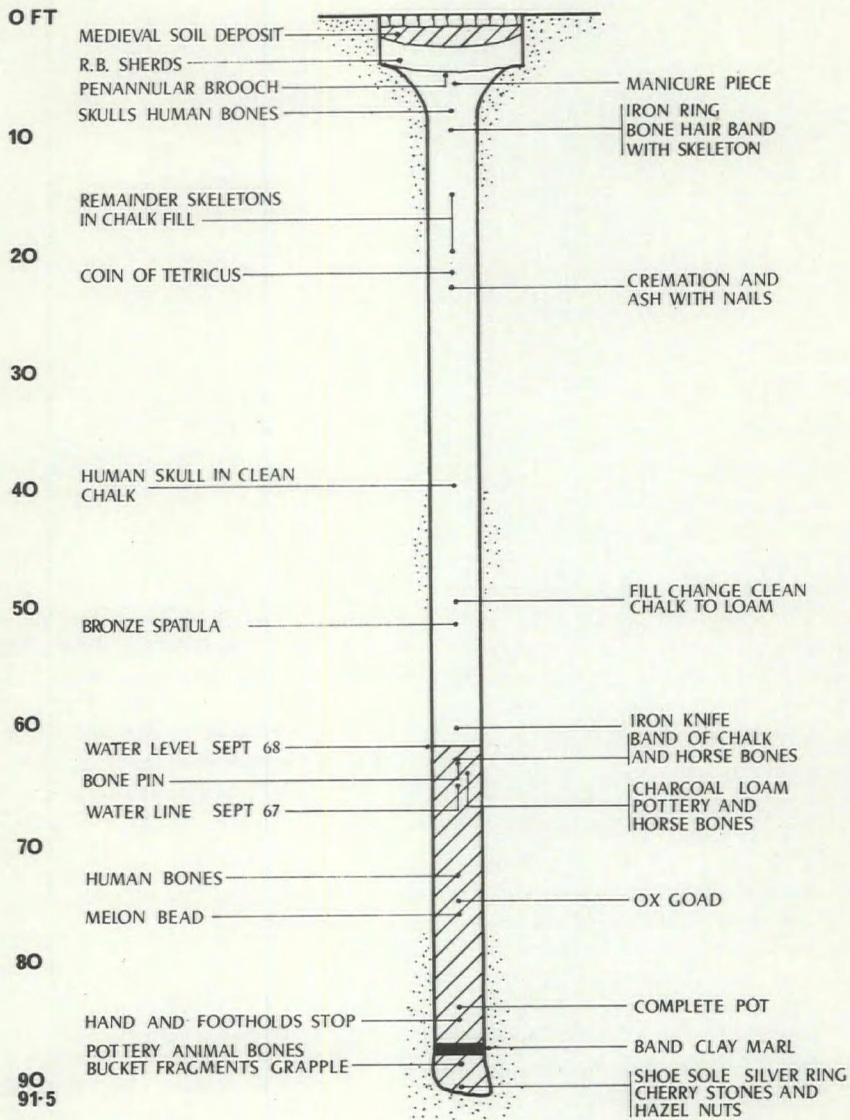 0 FT
MEDIEVAL SOIL DEPOSIT
R.B. SHERDS
PENANNULAR BROOCH
MANICURE PIECE
SKULLS HUMAN BONES
IRON RING
BONE HAIR BAND
WITH SKELETON
10
REMAINDER SKELETONS
IN CHALK FILL
20
COIN OF TETRICUS
CREMATION AND
ASH WITH NAILS
30
HUMAN SKULL IN CLEAN
CHALK
40
FILL CHANGE CLEAN
CHALK TO LOAM
50
BRONZE SPATULA
60
IRON KNIFE
BAND OF CHALK
AND HORSE BONES
WATER LEVEL SEPT 68
BONE PIN
WATER LINE SEPT 67
CHARCOAL LOAM
POTTERY AND
HORSE BONES
70
HUMAN BONES
OX GOAD
MELON BEAD
80
COMPLETE POT
HAND AND FOOTHOLDS STOP
BAND CLAY MARL
POTTERY ANIMAL BONES
BUCKET FRAGMENTS GRAPPLE
90
91·5
SHOE SOLE SILVER RING
CHERRY STONES AND
HAZEL NUTS